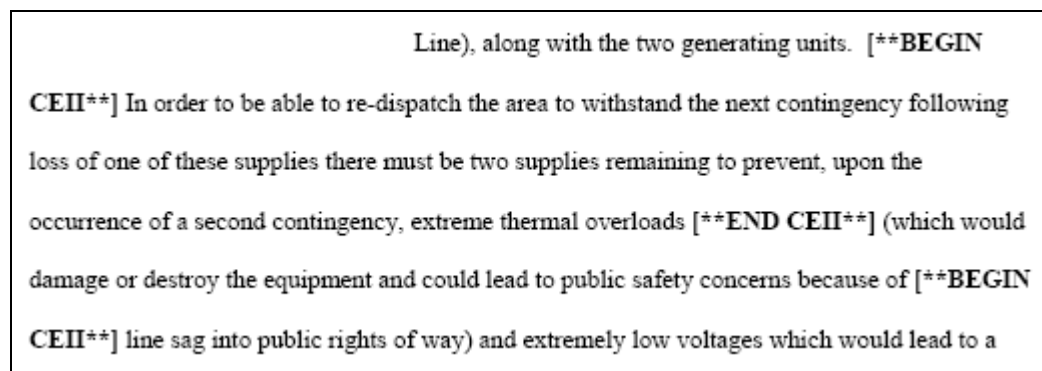 Line), along with the two generating units. [**BEGIN
CEII**] In order to be able to re-dispatch the area to withstand the next contingency following
loss of one of these supplies there must be two supplies remaining to prevent, upon the
occurrence of a second contingency, extreme thermal overloads [**END CEII**] (which would
damage or destroy the equipment and could lead to public safety concerns because of [**BEGIN
CEII**] line sag into public rights of way) and extremely low voltages which would lead to a